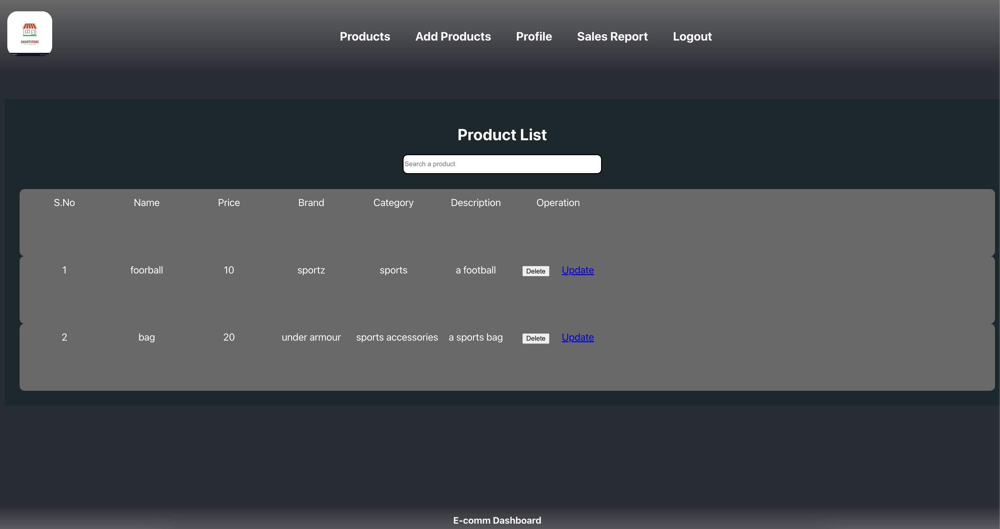 SMARTSTORE
Products Add Products Profile Sales Report Logout
Product List
Search a product
S.No Name Price Brand Category Description Operation
1 foorball 10 sportz sports a football Delete Update
2 bag 20 under armour sports accessories a sports bag Delete Update
E-comm Dashboard